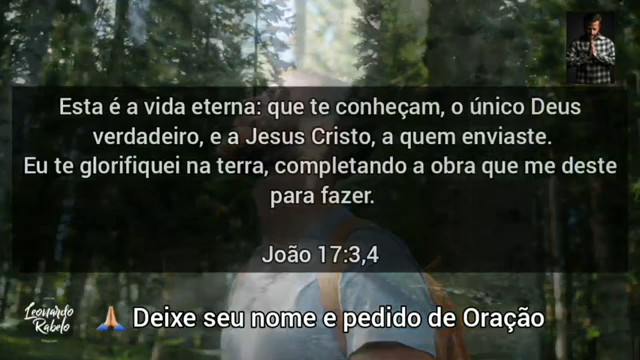 Esta é a vida eterna: que te conheçam, o único Deus
verdadeiro, e a Jesus Cristo, a quem enviaste.
Eu te glorifiquei na terra, completando a obra que me deste
para fazer.
João 17:3,4
Leonardo
Rabelo
🙏🏼 Deixe seu nome e pedido de Oração